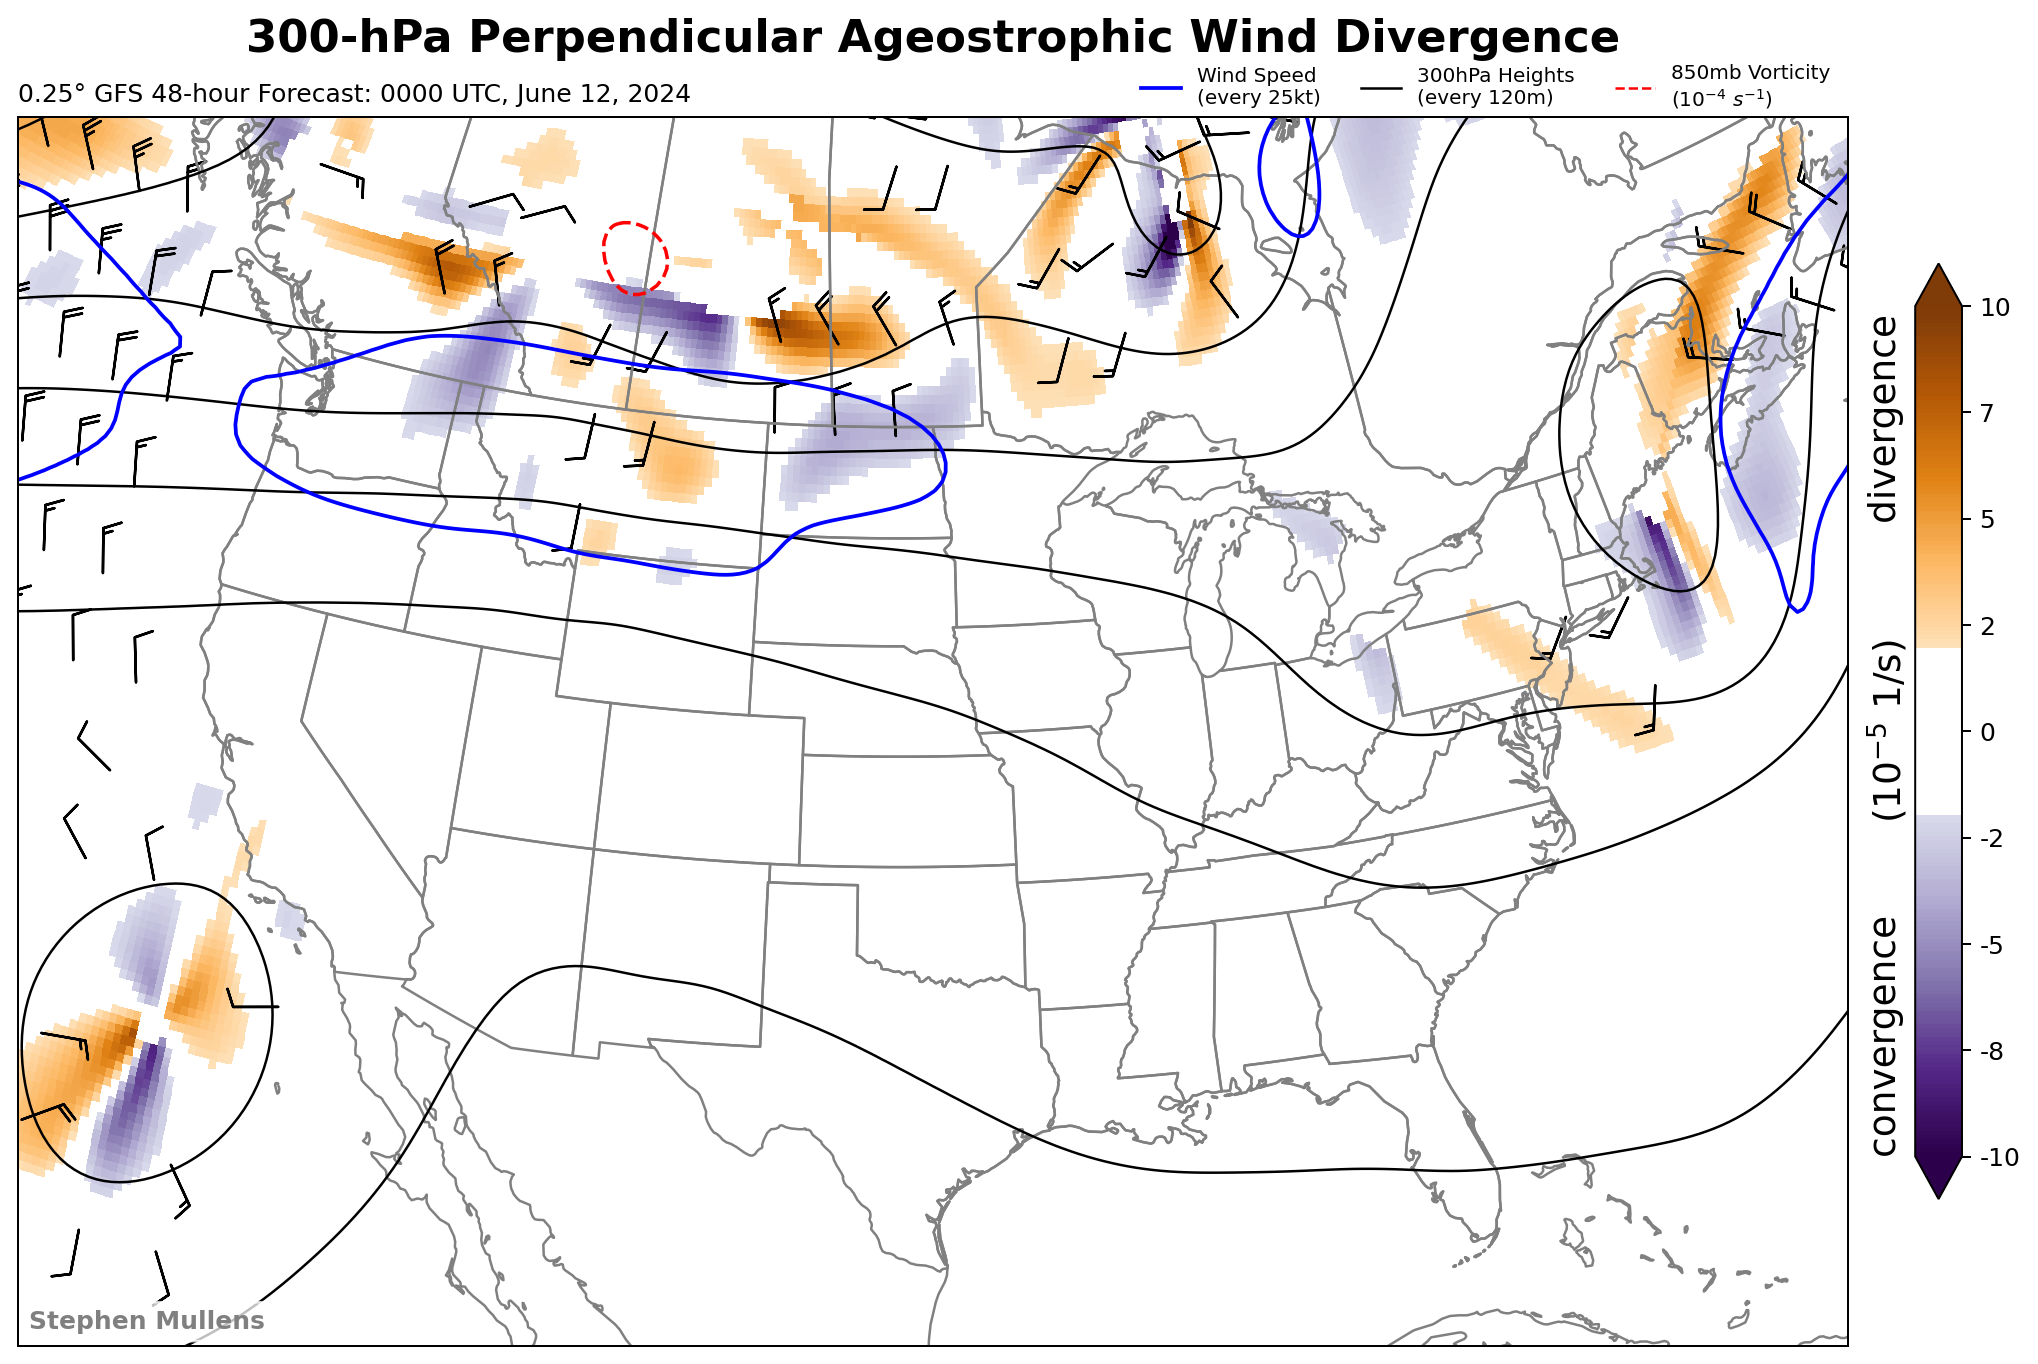 300-hPa Perpendicular Ageostrophic Wind Divergence
0.25° GFS 48-hour Forecast: 0000 UTC, June 12, 2024
Wind Speed
(every 25kt)
300hPa Heights
(every 120m)
850mb Vorticity
(10⁻⁴ s⁻¹)
convergence (10⁻⁵ 1/s) divergence
10
7
5
2
0
-2
-5
-8
-10
Stephen Mullens